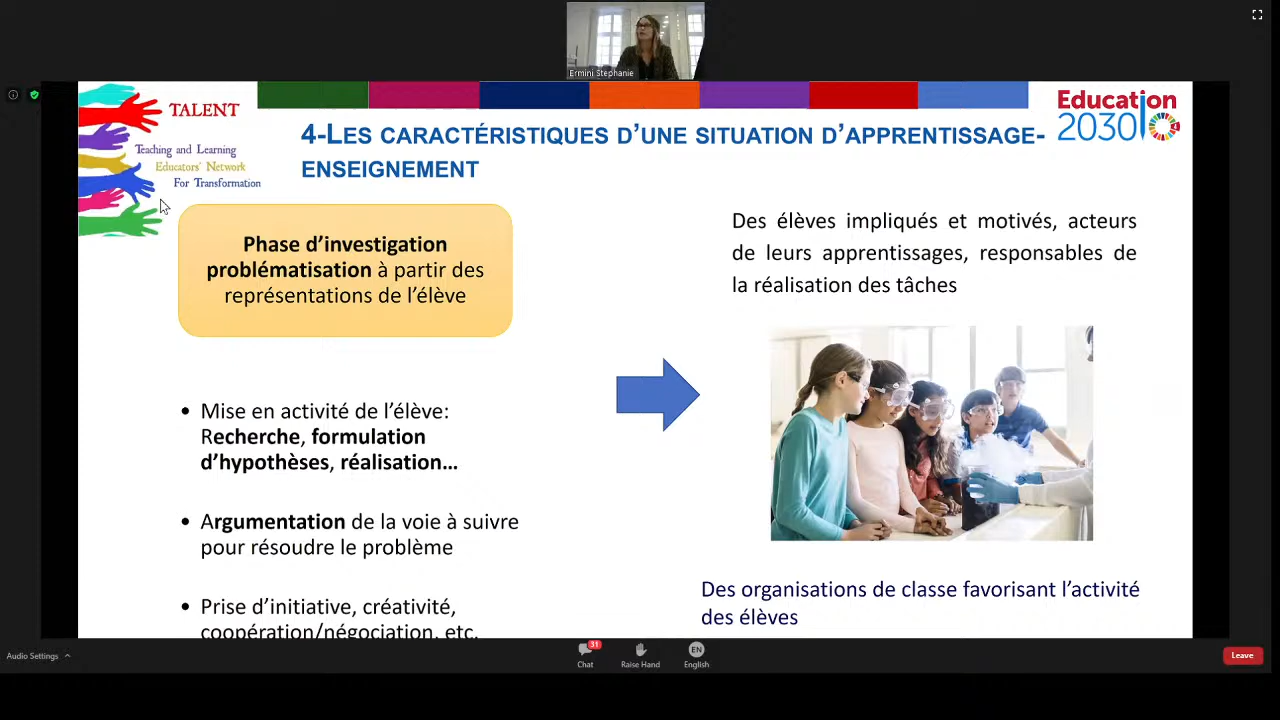 Ermini Stephanie
TALENT
Teaching and Learning
Educators' Network
For Transformation
Education
2030
4-LES CARACTÉRISTIQUES D'UNE SITUATION D'APPRENTISSAGE-
ENSEIGNEMENT
Phase d'investigation
problématisation à partir des
représentations de l'élève
• Mise en activité de l'élève:
Recherche, formulation
d'hypothèses, réalisation…
• Argumentation de la voie à suivre
pour résoudre le problème
• Prise d'initiative, créativité,
coopération/négociation, etc.
Des élèves impliqués et motivés, acteurs
de leurs apprentissages, responsables de
la réalisation des tâches
Des organisations de classe favorisant l'activité
des élèves
Audio Settings
31
Chat
Raise Hand
EN
English
Leave